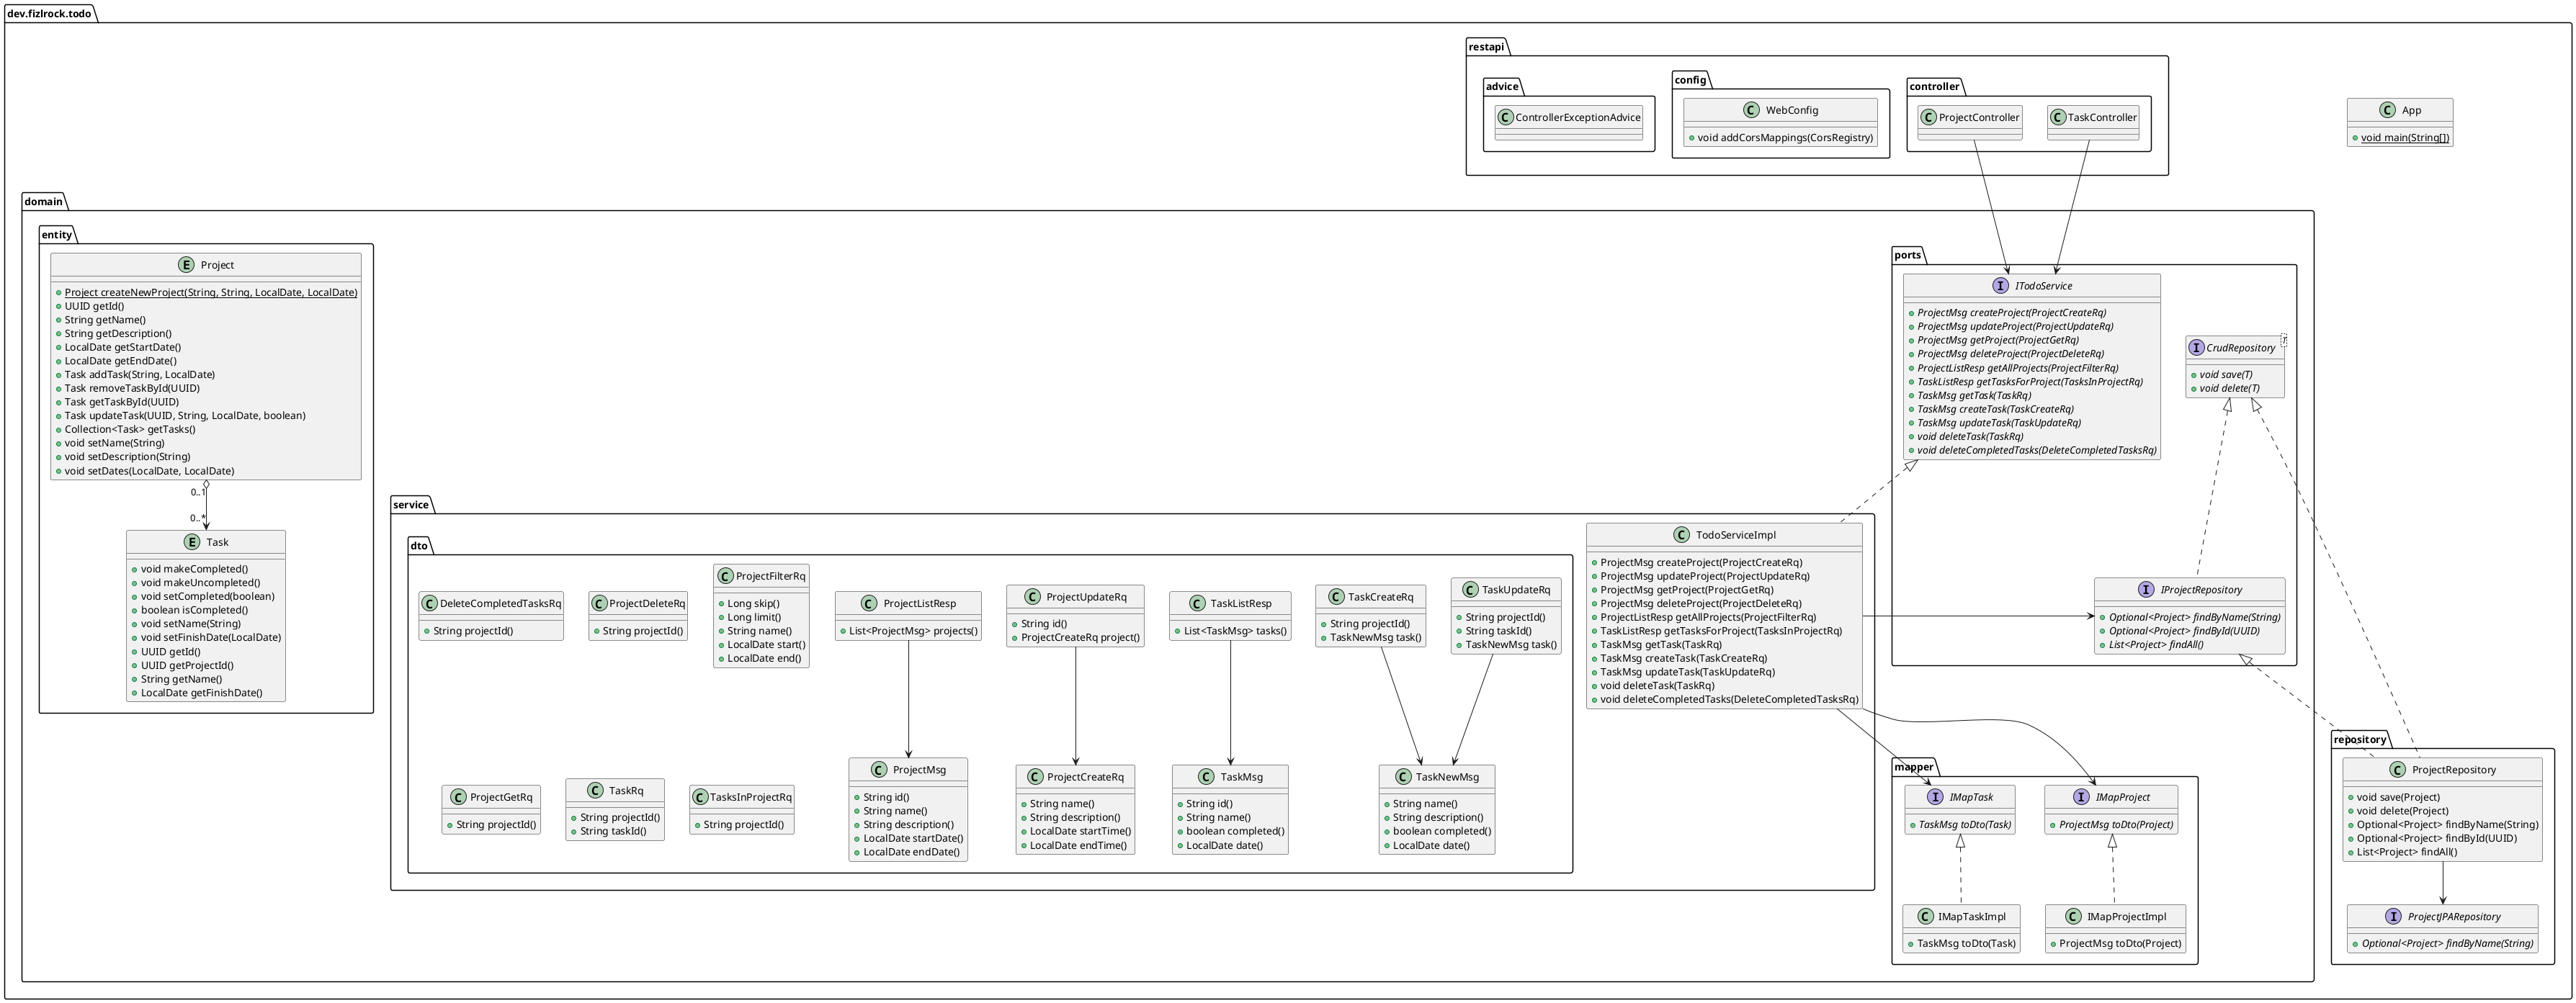 dev.fizlrock.todo
restapi
advice
C ControllerExceptionAdvice
config
C WebConfig
void addCorsMappings(CorsRegistry)
controller
C ProjectController
C TaskController
C App
void main(String[])
domain
entity
E Project
Project createNewProject(String, String, LocalDate, LocalDate)
UUID getId()
String getName()
String getDescription()
LocalDate getStartDate()
LocalDate getEndDate()
Task addTask(String, LocalDate)
Task removeTaskById(UUID)
Task getTaskById(UUID)
Task updateTask(UUID, String, LocalDate, boolean)
Collection<Task> getTasks()
void setName(String)
void setDescription(String)
void setDates(LocalDate, LocalDate)
0..1
0..*
E Task
void makeCompleted()
void makeUncompleted()
void setCompleted(boolean)
boolean isCompleted()
void setName(String)
void setFinishDate(LocalDate)
UUID getId()
UUID getProjectId()
String getName()
LocalDate getFinishDate()
ports
I ITodoService
ProjectMsg createProject(ProjectCreateRq)
ProjectMsg updateProject(ProjectUpdateRq)
ProjectMsg getProject(ProjectGetRq)
ProjectMsg deleteProject(ProjectDeleteRq)
ProjectListResp getAllProjects(ProjectFilterRq)
TaskListResp getTasksForProject(TasksInProjectRq)
TaskMsg getTask(TaskRq)
TaskMsg createTask(TaskCreateRq)
TaskMsg updateTask(TaskUpdateRq)
void deleteTask(TaskRq)
void deleteCompletedTasks(DeleteCompletedTasksRq)
I CrudRepository T
void save(T)
void delete(T)
I IProjectRepository
Optional<Project> findByName(String)
Optional<Project> findById(UUID)
List<Project> findAll()
service
dto
C DeleteCompletedTasksRq
String projectId()
C ProjectDeleteRq
String projectId()
C ProjectFilterRq
Long skip()
Long limit()
String name()
LocalDate start()
LocalDate end()
C ProjectListResp
List<ProjectMsg> projects()
C ProjectUpdateRq
String id()
ProjectCreateRq project()
C TaskListResp
List<TaskMsg> tasks()
C TaskCreateRq
String projectId()
TaskNewMsg task()
C TaskUpdateRq
String projectId()
String taskId()
TaskNewMsg task()
C ProjectGetRq
String projectId()
C TaskRq
String projectId()
String taskId()
C TasksInProjectRq
String projectId()
C ProjectMsg
String id()
String name()
String description()
LocalDate startDate()
LocalDate endDate()
C ProjectCreateRq
String name()
String description()
LocalDate startTime()
LocalDate endTime()
C TaskMsg
String id()
String name()
boolean completed()
LocalDate date()
C TaskNewMsg
String name()
String description()
boolean completed()
LocalDate date()
C TodoServiceImpl
ProjectMsg createProject(ProjectCreateRq)
ProjectMsg updateProject(ProjectUpdateRq)
ProjectMsg getProject(ProjectGetRq)
ProjectMsg deleteProject(ProjectDeleteRq)
ProjectListResp getAllProjects(ProjectFilterRq)
TaskListResp getTasksForProject(TasksInProjectRq)
TaskMsg getTask(TaskRq)
TaskMsg createTask(TaskCreateRq)
TaskMsg updateTask(TaskUpdateRq)
void deleteTask(TaskRq)
void deleteCompletedTasks(DeleteCompletedTasksRq)
mapper
I IMapTask
TaskMsg toDto(Task)
I IMapProject
ProjectMsg toDto(Project)
C IMapTaskImpl
TaskMsg toDto(Task)
C IMapProjectImpl
ProjectMsg toDto(Project)
repository
C ProjectRepository
void save(Project)
void delete(Project)
Optional<Project> findByName(String)
Optional<Project> findById(UUID)
List<Project> findAll()
I ProjectJPARepository
Optional<Project> findByName(String)